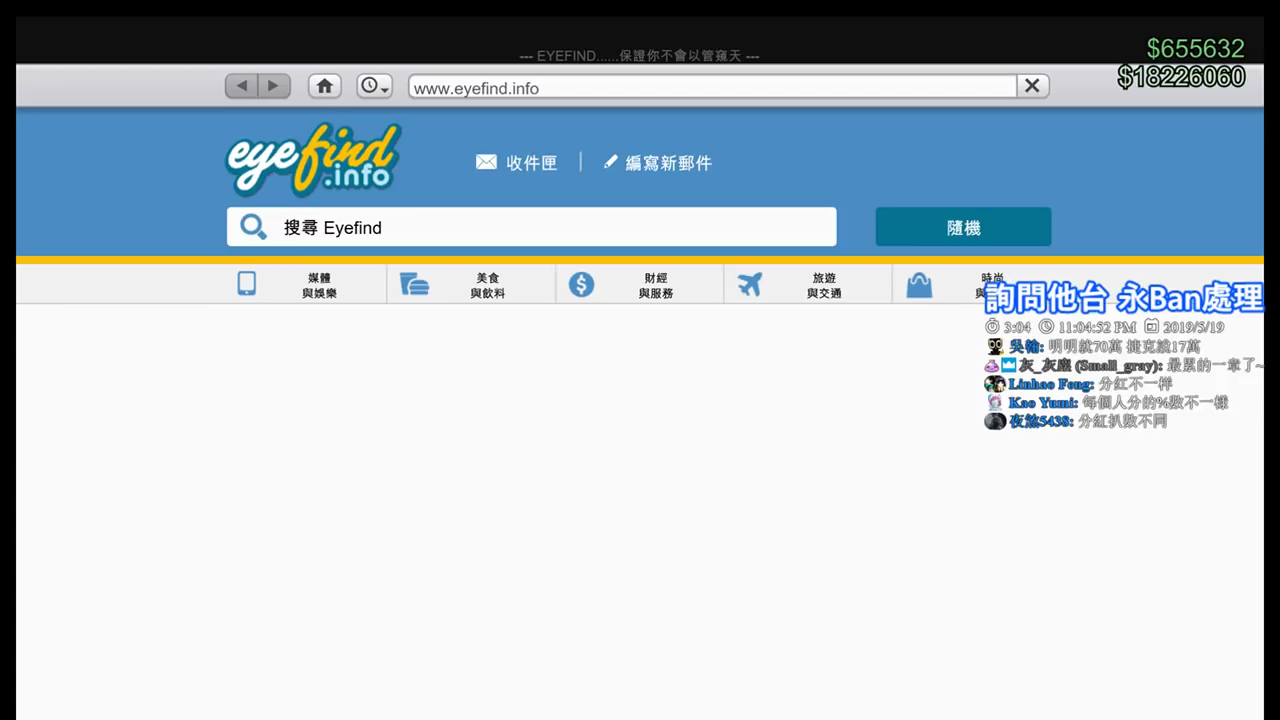 --- EYEFIND......保證你不會以管窺天 ---
$655632
$18226060
www.eyefind.info
eyefind
.info
收件匣
編寫新郵件
搜尋 Eyefind
隨機
媒體
與娛樂
美食
與飲料
財經
與服務
旅遊
與交通
時尚
詢問他台 永Ban處理
3:04 11:04:52 PM 2019/5/19
吳翰: 明明就70萬 捷克說17萬
灰_灰塵 (Small_gray): 最累的一章了~
Linhao Feng: 分红不一样
Kao Yumi: 每個人分的%數不一樣
夜煞5438: 分紅扒數不同